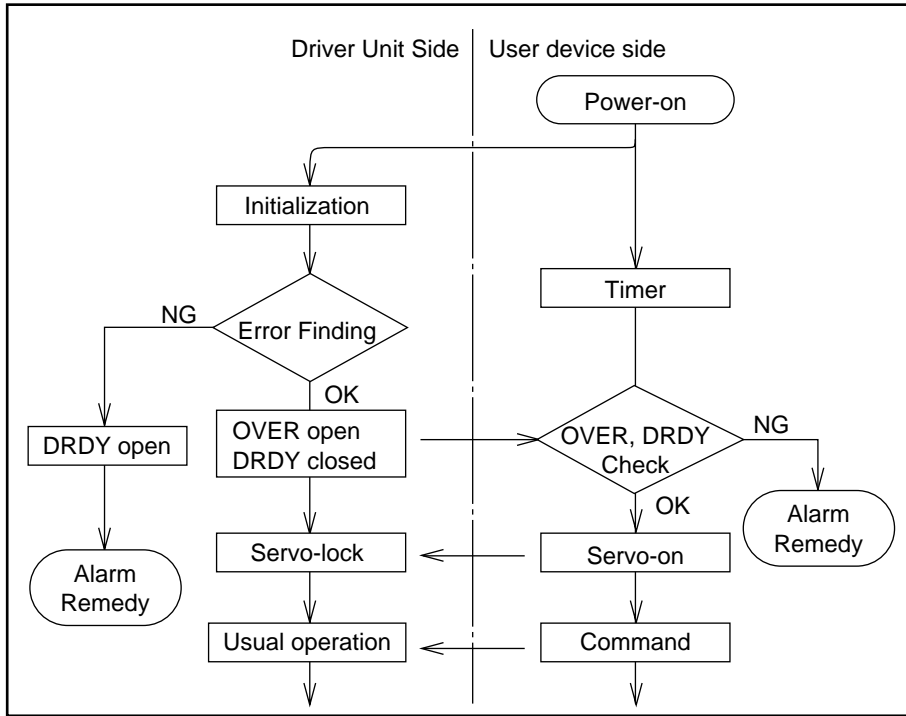 Driver Unit Side
User device side
Power-on
Initialization
Timer
NG
Error Finding
OK
DRDY open
OVER open
DRDY closed
OVER, DRDY
Check
NG
OK
Alarm
Remedy
Servo-lock
Servo-on
Alarm
Remedy
Usual operation
Command